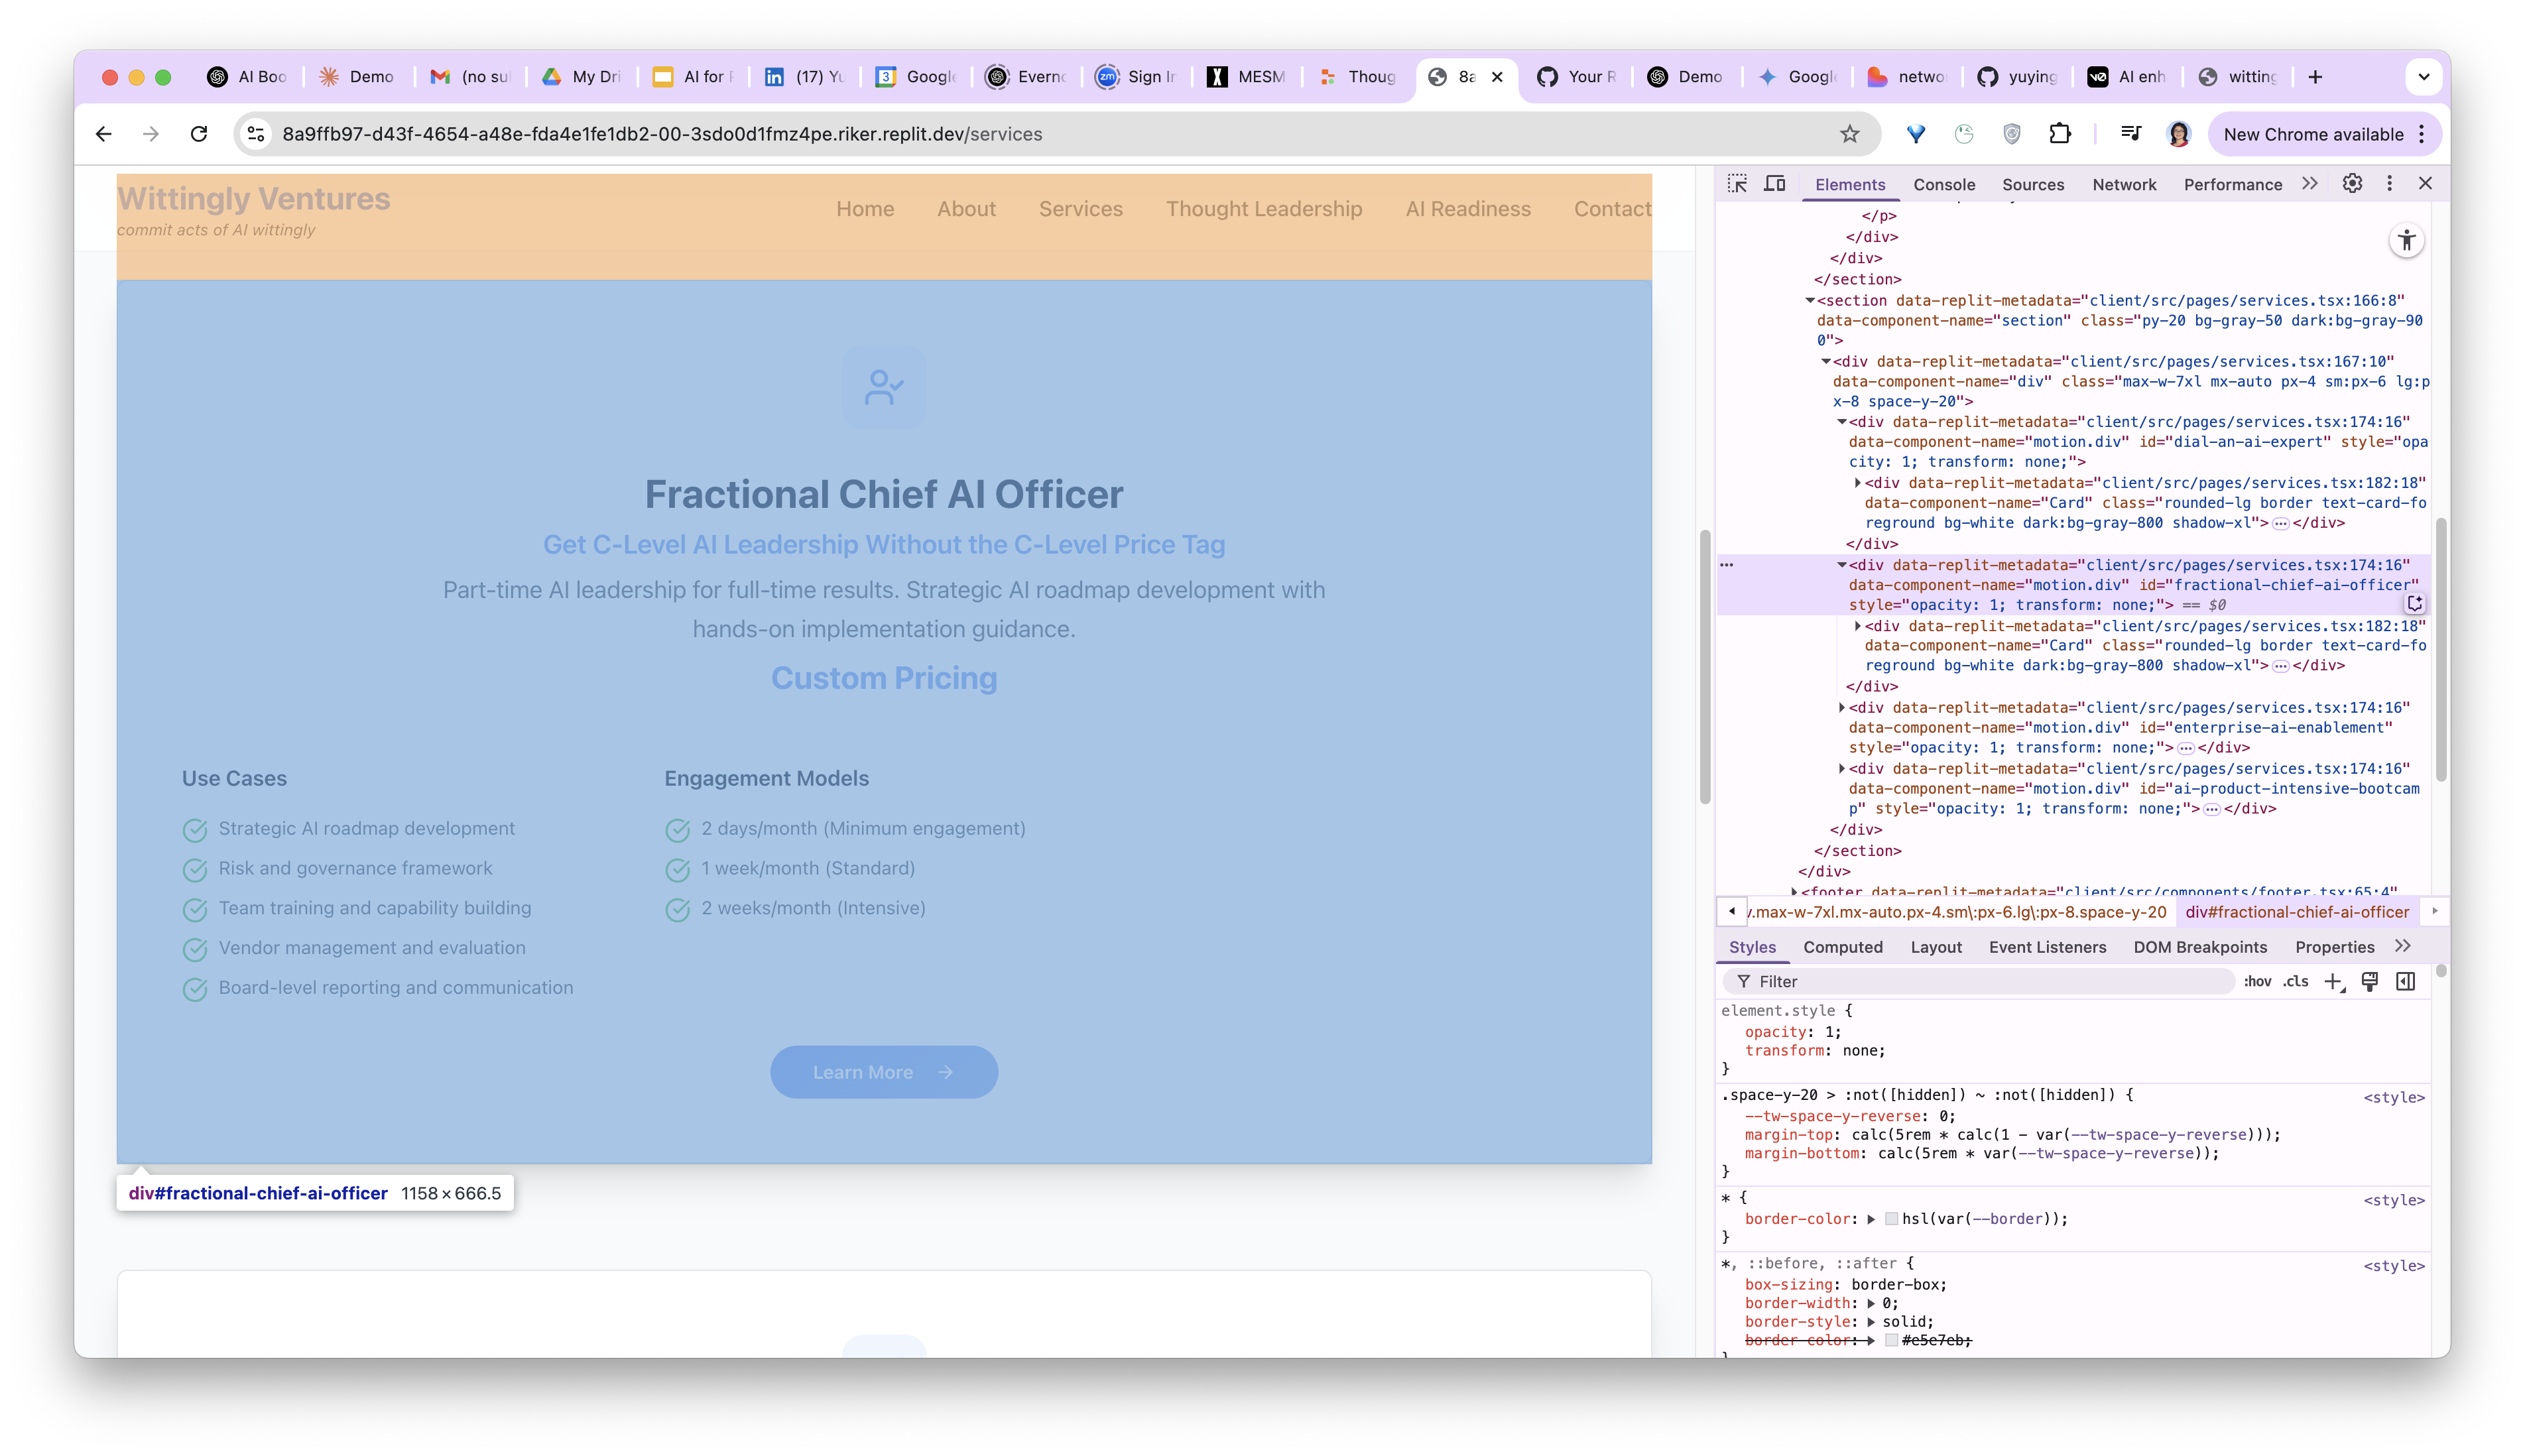 AI Boo
Demo
(no su
My Dri
AI for
(17) Yu
Google
Everno
Sign In
MESM
Thoug
8a
Your R
Demo
Google
netwo
yuying
AI enh
witting
8a9ffb97-d43f-4654-a48e-fda4e1fe1db2-00-3sdo0d1fmz4pe.riker.replit.dev/services
New Chrome available
Wittingly Ventures
commit acts of AI wittingly
Home About Services Thought Leadership AI Readiness Contact
Fractional Chief AI Officer
Get C-Level AI Leadership Without the C-Level Price Tag
Part-time AI leadership for full-time results. Strategic AI roadmap development with
hands-on implementation guidance.
Custom Pricing
Use Cases
Strategic AI roadmap development
Risk and governance framework
Team training and capability building
Vendor management and evaluation
Board-level reporting and communication
Engagement Models
2 days/month (Minimum engagement)
1 week/month (Standard)
2 weeks/month (Intensive)
Learn More →
div#fractional-chief-ai-officer 1158 × 666.5
Elements Console Sources Network Performance
</p>
</div>
</div>
</section>
<section data-replit-metadata="client/src/pages/services.tsx:166:8"
data-component-name="section" class="py-20 bg-gray-50 dark:bg-gray-90
0">
<div data-replit-metadata="client/src/pages/services.tsx:167:10"
data-component-name="div" class="max-w-7xl mx-auto px-4 sm:px-6 lg:p
x-8 space-y-20">
<div data-replit-metadata="client/src/pages/services.tsx:174:16"
data-component-name="motion.div" id="dial-an-ai-expert" style="opa
city: 1; transform: none;">
<div data-replit-metadata="client/src/pages/services.tsx:182:18"
data-component-name="Card" class="rounded-lg border text-card-fo
reground bg-white dark:bg-gray-800 shadow-xl">…</div>
</div>
<div data-replit-metadata="client/src/pages/services.tsx:174:16"
data-component-name="motion.div" id="fractional-chief-ai-officer"
style="opacity: 1; transform: none;"> == $0
<div data-replit-metadata="client/src/pages/services.tsx:182:18"
data-component-name="Card" class="rounded-lg border text-card-fo
reground bg-white dark:bg-gray-800 shadow-xl">…</div>
</div>
<div data-replit-metadata="client/src/pages/services.tsx:174:16"
data-component-name="motion.div" id="enterprise-ai-enablement"
style="opacity: 1; transform: none;">…</div>
<div data-replit-metadata="client/src/pages/services.tsx:174:16"
data-component-name="motion.div" id="ai-product-intensive-bootcam
p" style="opacity: 1; transform: none;">…</div>
</div>
</section>
</div>
<footer data-replit-metadata="client/src/components/footer.tsx:65:4"
.max-w-7xl.mx-auto.px-4.sm\:px-6.lg\:px-8.space-y-20 div#fractional-chief-ai-officer
Styles Computed Layout Event Listeners DOM Breakpoints Properties
Filter :hov .cls
element.style {
opacity: 1;
transform: none;
}
.space-y-20 > :not([hidden]) ~ :not([hidden]) { <style>
--tw-space-y-reverse: 0;
margin-top: calc(5rem * calc(1 - var(--tw-space-y-reverse)));
margin-bottom: calc(5rem * var(--tw-space-y-reverse));
}
* { <style>
border-color: hsl(var(--border));
}
*, ::before, ::after { <style>
box-sizing: border-box;
border-width: 0;
border-style: solid;
border-color: #e5e7eb;